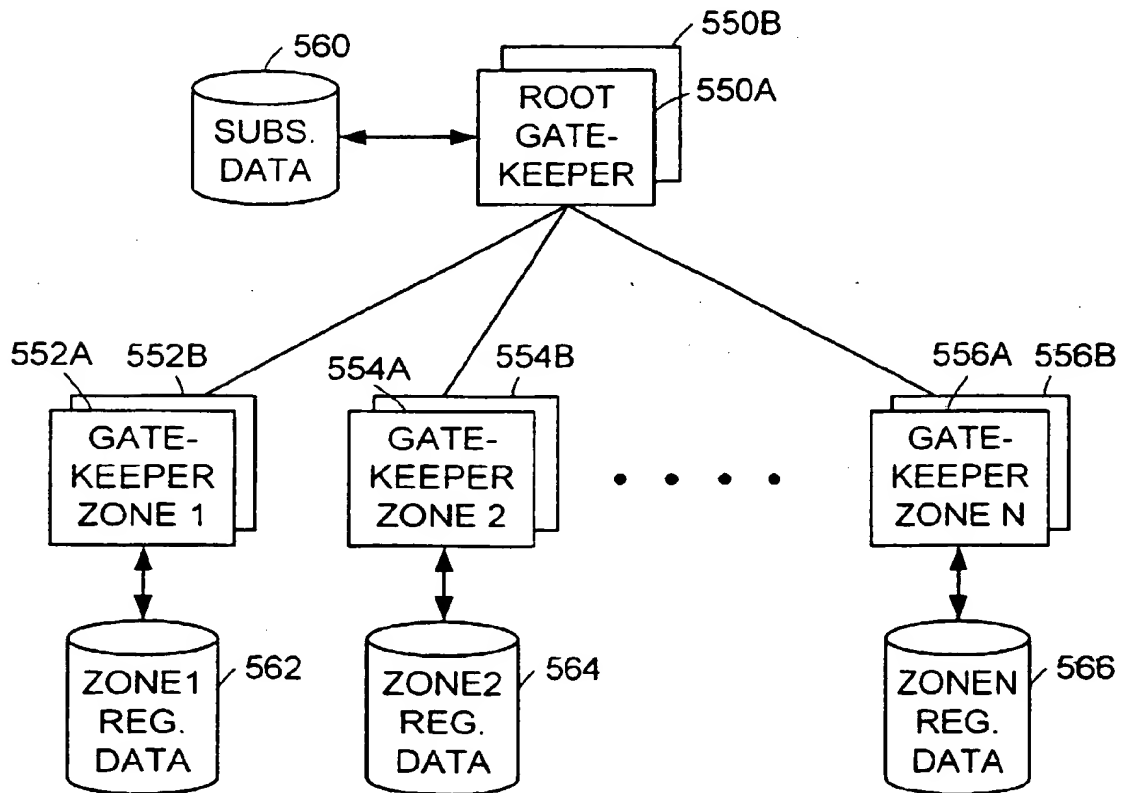 550B
560
550A
SUBS.
DATA
ROOT
GATE-
KEEPER
552A
552B
554A
554B
556A
556B
GATE-
KEEPER
ZONE 1
GATE-
KEEPER
ZONE 2
GATE-
KEEPER
ZONE N
ZONE1
REG.
DATA
562
ZONE2
REG.
DATA
564
ZONEN
REG.
DATA
566